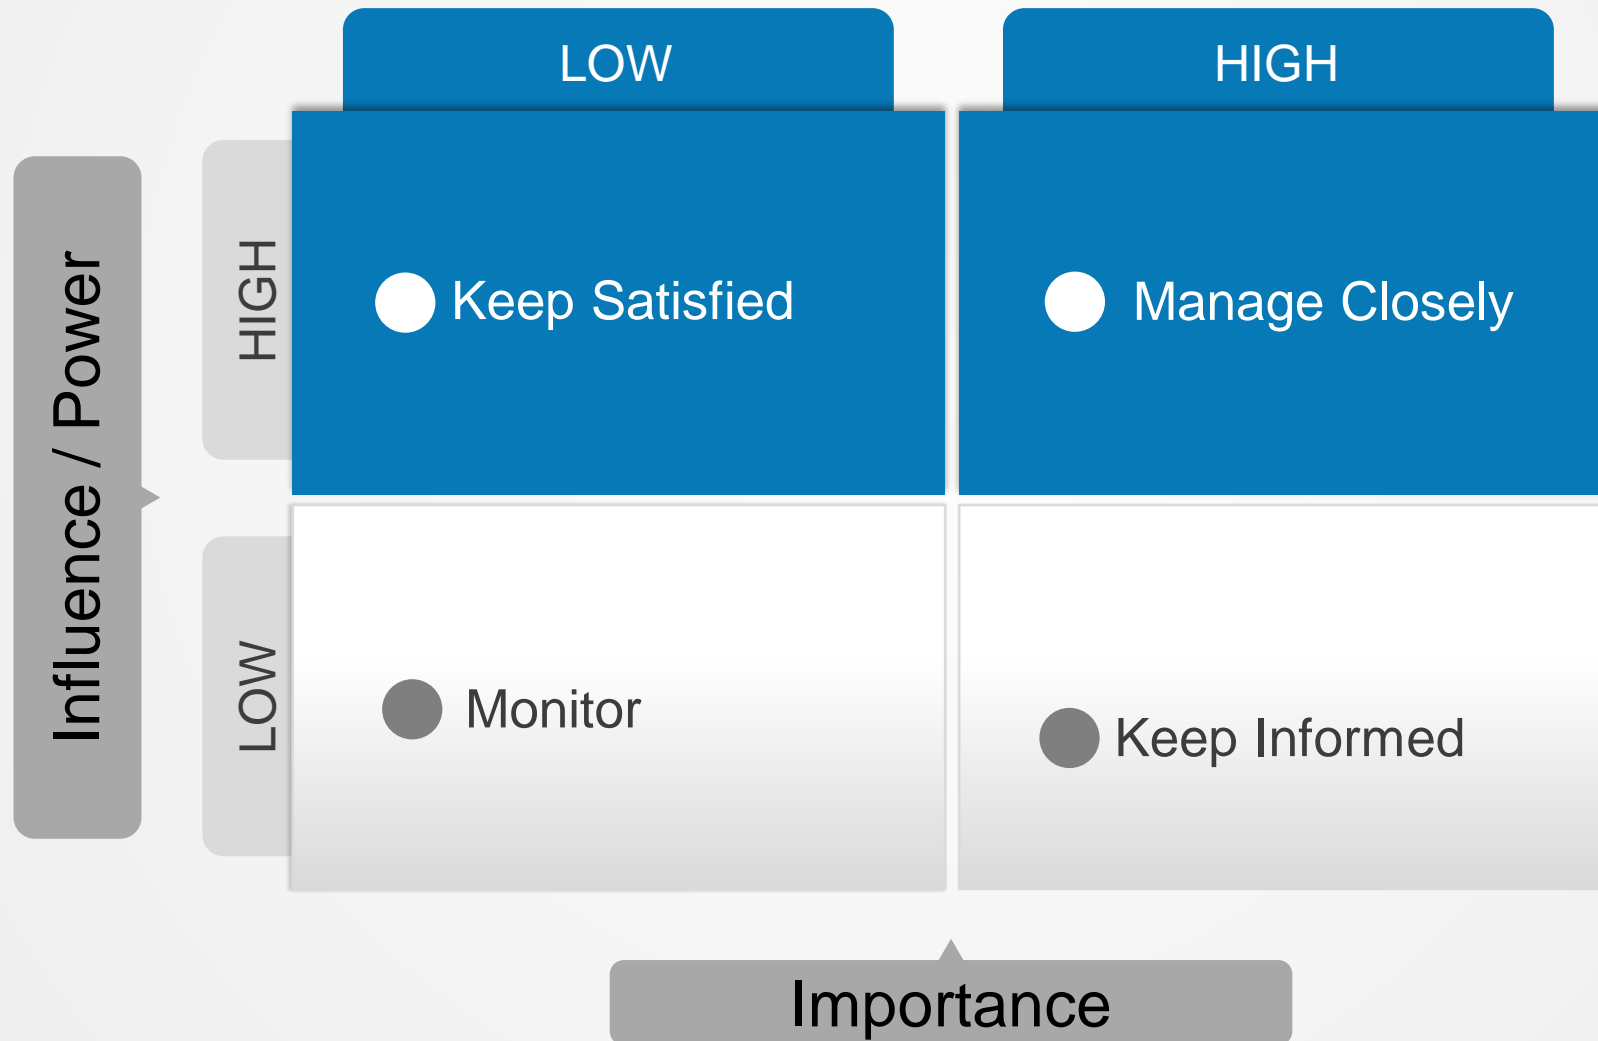 LOW
HIGH
Influence / Power
HIGH
Keep Satisfied
Manage Closely
LOW
Monitor
Keep Informed
Importance